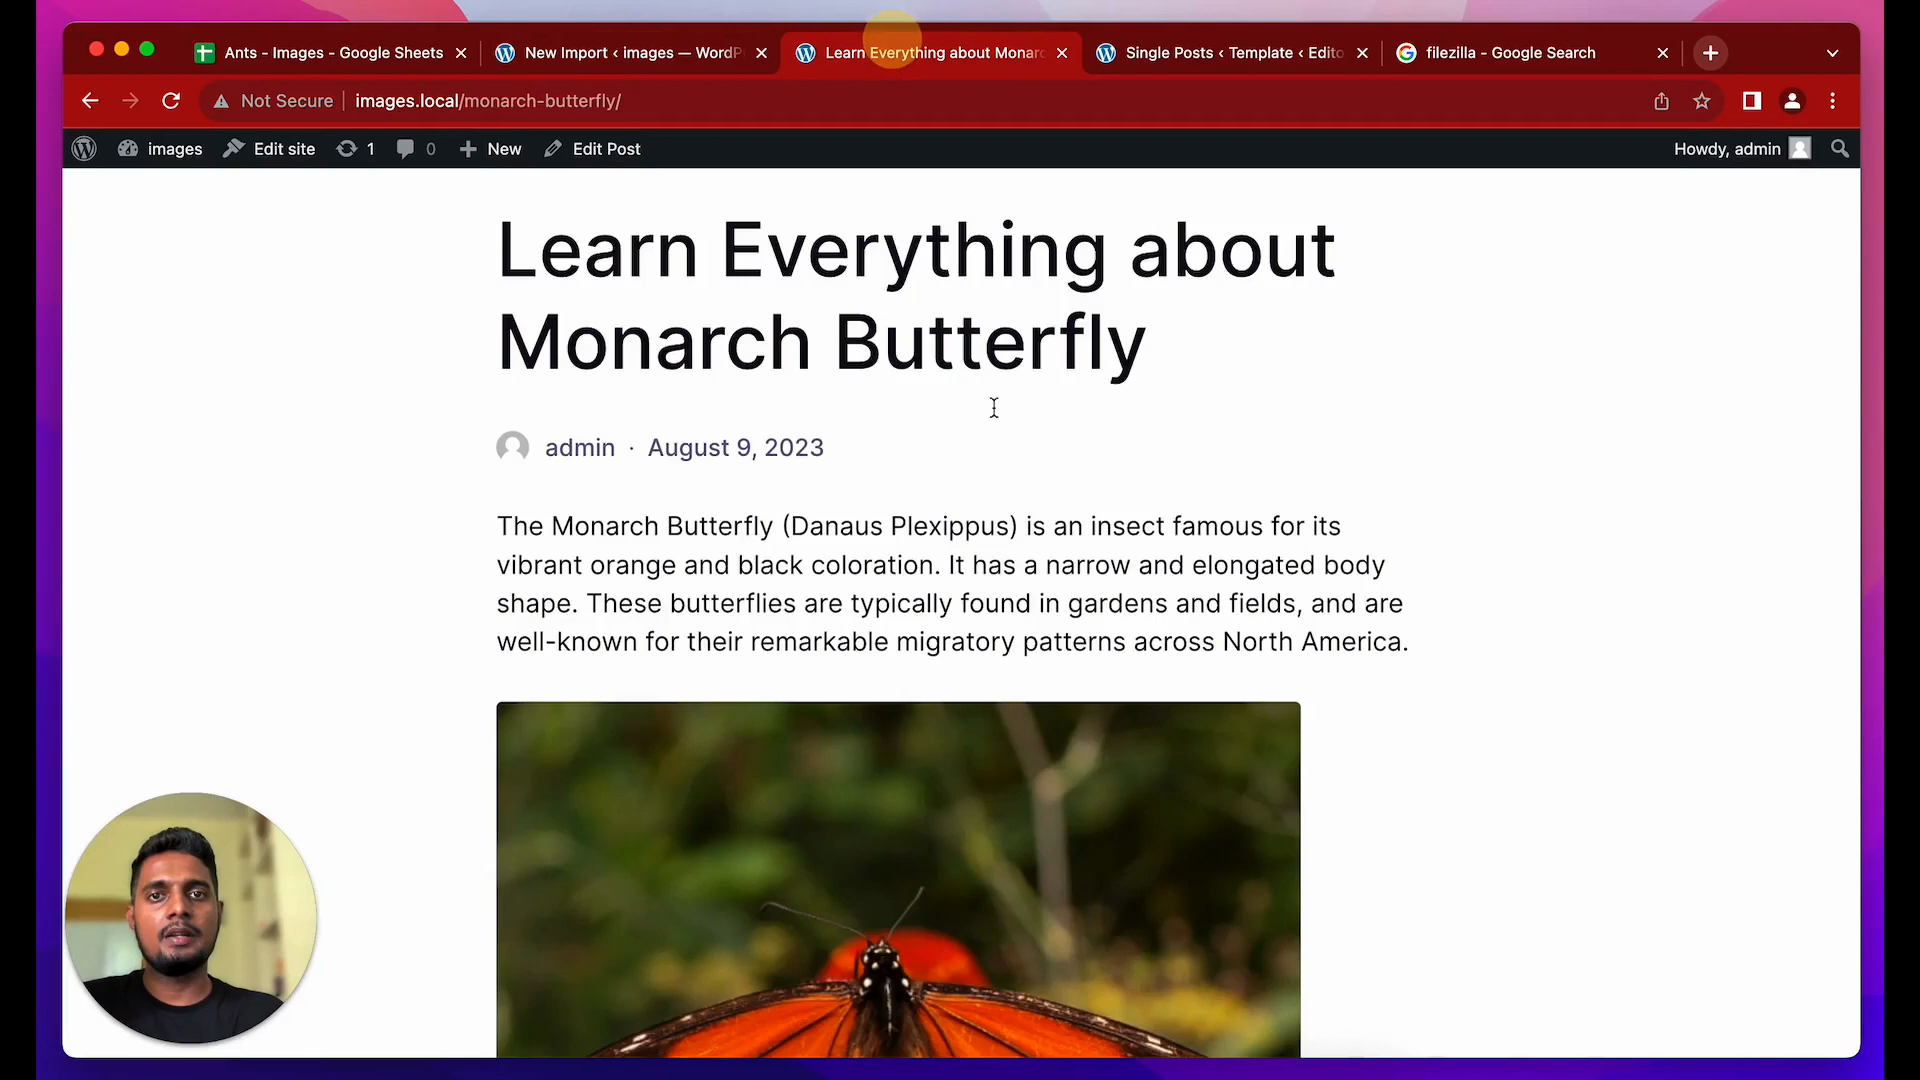 Ants - Images - Google Sheets
New Import ‹ images — WordP
Learn Everything about Monarc
Single Posts ‹ Template ‹ Edito
filezilla - Google Search
Not Secure
images.local/monarch-butterfly/
images
Edit site
1
0
New
Edit Post
Howdy, admin
Learn Everything about
Monarch Butterfly
admin · August 9, 2023
The Monarch Butterfly (Danaus Plexippus) is an insect famous for its
vibrant orange and black coloration. It has a narrow and elongated body
shape. These butterflies are typically found in gardens and fields, and are
well-known for their remarkable migratory patterns across North America.